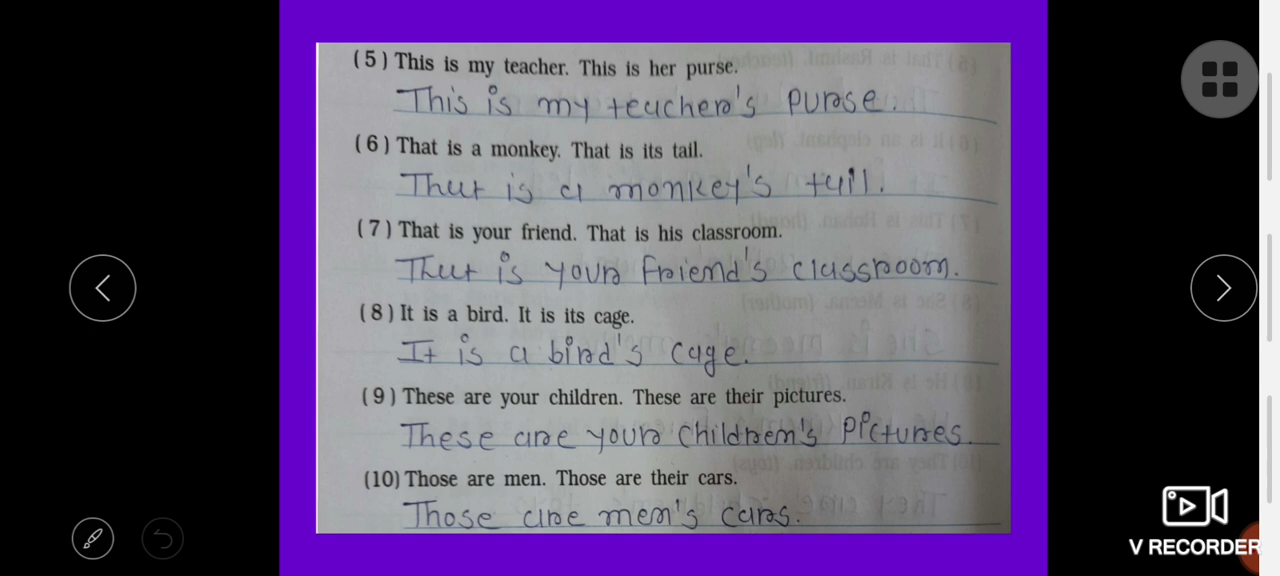 (5) This is my teacher. This is her purse.
This is my teacher's purse.
(6) That is a monkey. That is its tail.
That is a monkey's tail.
(7) That is your friend. That is his classroom.
That is your friend's classroom.
(8) It is a bird. It is its cage.
It is a bird's cage.
(9) These are your children. These are their pictures.
These are your children's pictures.
(10) Those are men. Those are their cars.
Those are men's cars.
V RECORDER